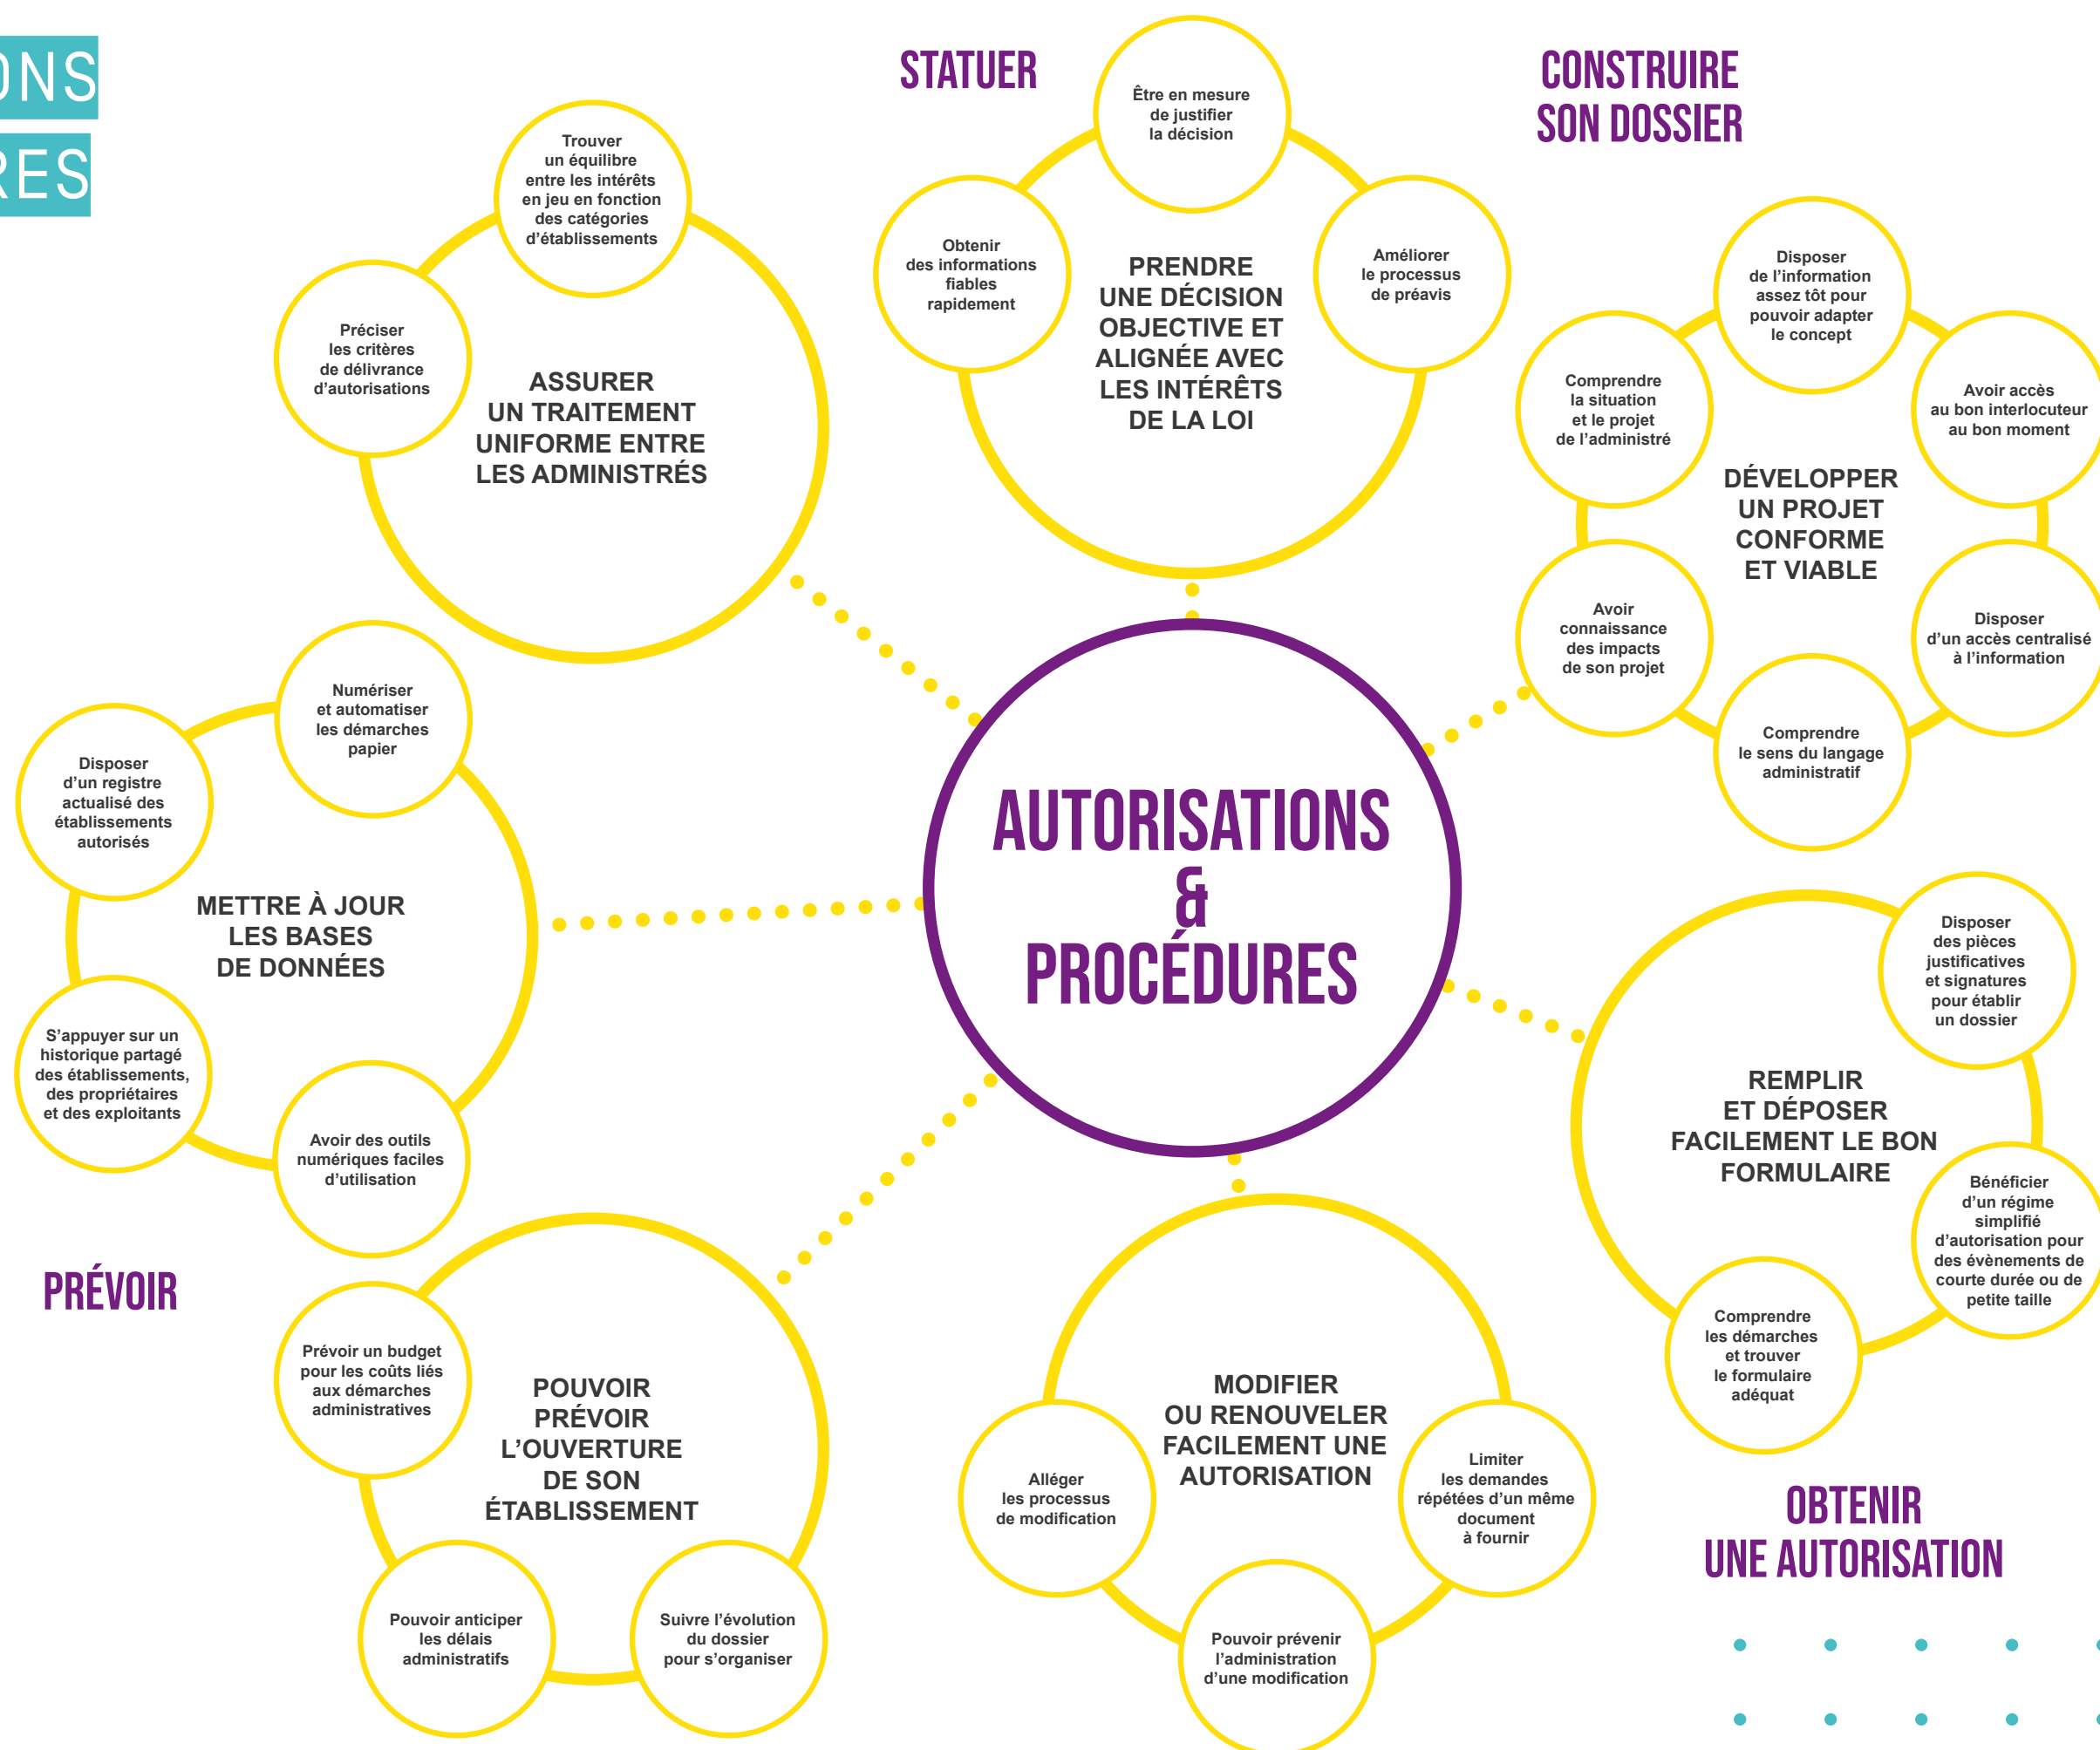 ONS
RES
STATUER
CONSTRUIRE
SON DOSSIER
Trouver
un équilibre
entre les intérêts
en jeu en fonction
des catégories
d'établissements
Préciser
les critères
de délivrance
d'autorisations
ASSURER
UN TRAITEMENT
UNIFORME ENTRE
LES ADMINISTRÉS
Être en mesure
de justifier
la décision
Obtenir
des informations
fiables
rapidement
Améliorer
le processus
de préavis
PRENDRE
UNE DÉCISION
OBJECTIVE ET
ALIGNÉE AVEC
LES INTÉRÊTS
DE LA LOI
Disposer
de l'information
assez tôt pour
pouvoir adapter
le concept
Comprendre
la situation
et le projet
de l'administré
Avoir accès
au bon interlocuteur
au bon moment
DÉVELOPPER
UN PROJET
CONFORME
ET VIABLE
Avoir
connaissance
des impacts
de son projet
Disposer
d'un accès centralisé
à l'information
Comprendre
le sens du langage
administratif
Numériser
et automatiser
les démarches
papier
Disposer
d'un registre
actualisé des
établissements
autorisés
METTRE À JOUR
LES BASES
DE DONNÉES
S'appuyer sur un
historique partagé
des établissements,
des propriétaires
et des exploitants
Avoir des outils
numériques faciles
d'utilisation
AUTORISATIONS
&
PROCÉDURES
Disposer
des pièces
justificatives
et signatures
pour établir
un dossier
REMPLIR
ET DÉPOSER
FACILEMENT LE BON
FORMULAIRE
Bénéficier
d'un régime
simplifié
d'autorisation pour
des évènements de
courte durée ou de
petite taille
Comprendre
les démarches
et trouver
le formulaire
adéquat
PRÉVOIR
Prévoir un budget
pour les coûts liés
aux démarches
administratives
POUVOIR
PRÉVOIR
L'OUVERTURE
DE SON
ÉTABLISSEMENT
Pouvoir anticiper
les délais
administratifs
Suivre l'évolution
du dossier
pour s'organiser
MODIFIER
OU RENOUVELER
FACILEMENT UNE
AUTORISATION
Alléger
les processus
de modification
Limiter
les demandes
répétées d'un même
document
à fournir
Pouvoir prévenir
l'administration
d'une modification
OBTENIR
UNE AUTORISATION